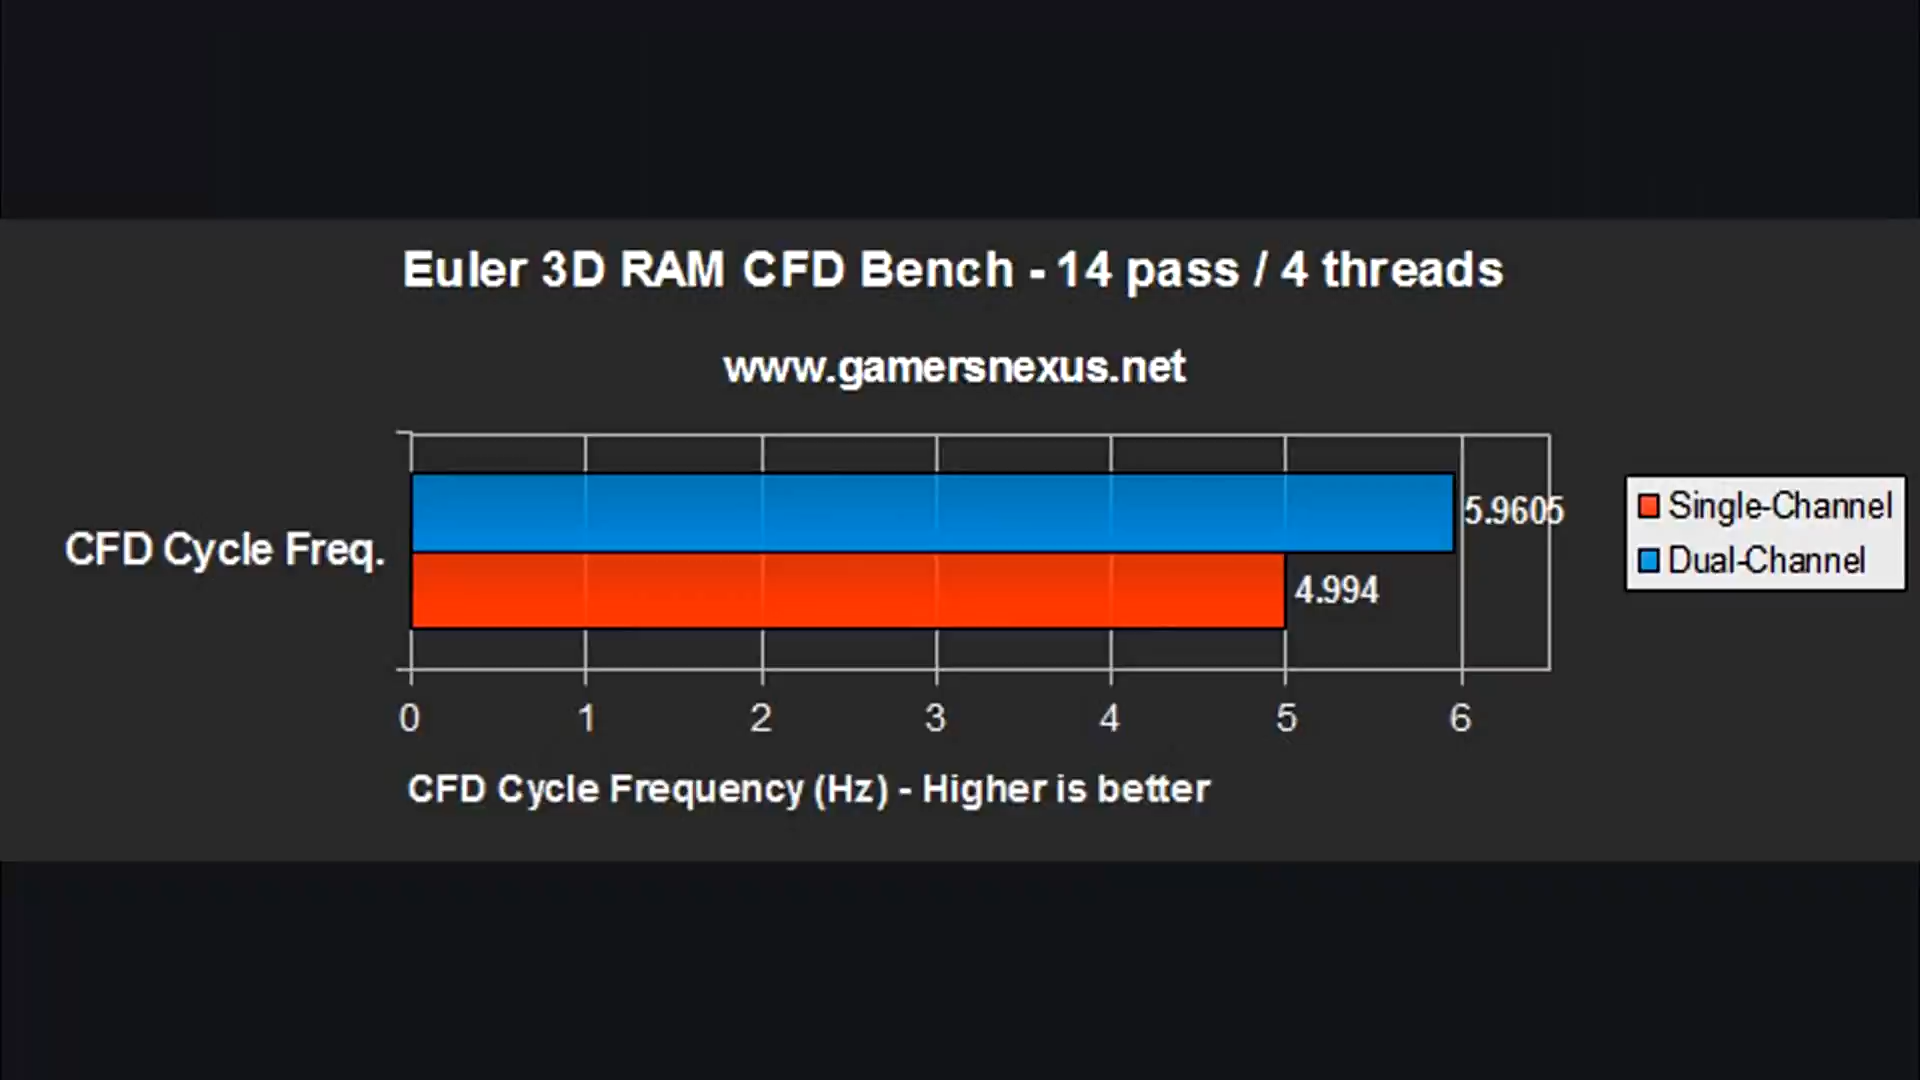 Euler 3D RAM CFD Bench - 14 pass / 4 threads
www.gamersnexus.net
CFD Cycle Freq.
5.9605
4.994
Single-Channel
Dual-Channel
0 1 2 3 4 5 6
CFD Cycle Frequency (Hz) - Higher is better